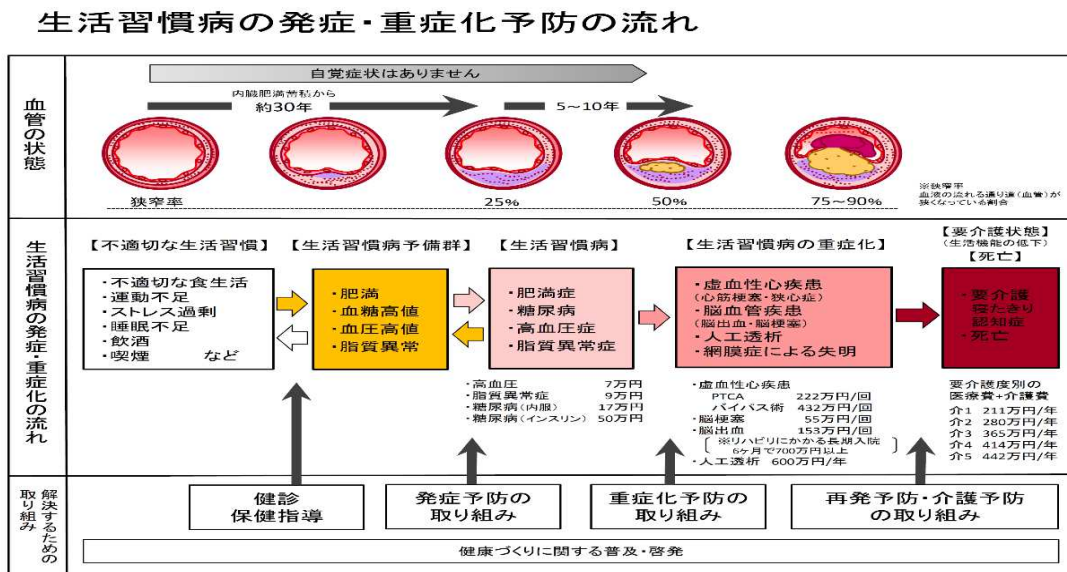 生活習慣病の発症・重症化予防の流れ
血管の状態
自覚症状はありません
内臓肥満蓄積から
約30年
5~10年
狭窄率
25%
50%
75~90%
※狭窄率
血液の流れる通り道(血管)が
狭くなっている割合
生活習慣病の発症・重症化の流れ
【不適切な生活習慣】
・不適切な食生活
・運動不足
・ストレス過剰
・睡眠不足
・飲酒
・喫煙 など
【生活習慣病予備群】
・肥満
・血糖高値
・血圧高値
・脂質異常
【生活習慣病】
・肥満症
・糖尿病
・高血圧症
・脂質異常症
・高血圧 7万円
・脂質異常症 9万円
・糖尿病(内服) 17万円
・糖尿病(インスリン) 50万円
【生活習慣病の重症化】
・虚血性心疾患
(心筋梗塞・狭心症)
・脳血管疾患
(脳出血・脳梗塞)
・人工透析
・網膜症による失明
・虚血性心疾患
PTCA 222万円/回
バイパス術 432万円/回
・脳梗塞 55万円/回
・脳出血 153万円/回
※リハビリにかかる長期入院
6ヶ月で700万円以上
・人工透析 600万円/年
【要介護状態】
(生活機能の低下)
【死亡】
・要介護
寝たきり
認知症
・死亡
要介護度別の
医療費+介護費
介1 211万円/年
介2 280万円/年
介3 365万円/年
介4 414万円/年
介5 442万円/年
解決するための
取り組み
健診
保健指導
発症予防の
取り組み
重症化予防の
取り組み
再発予防・介護予防
の取り組み
健康づくりに関する普及・啓発